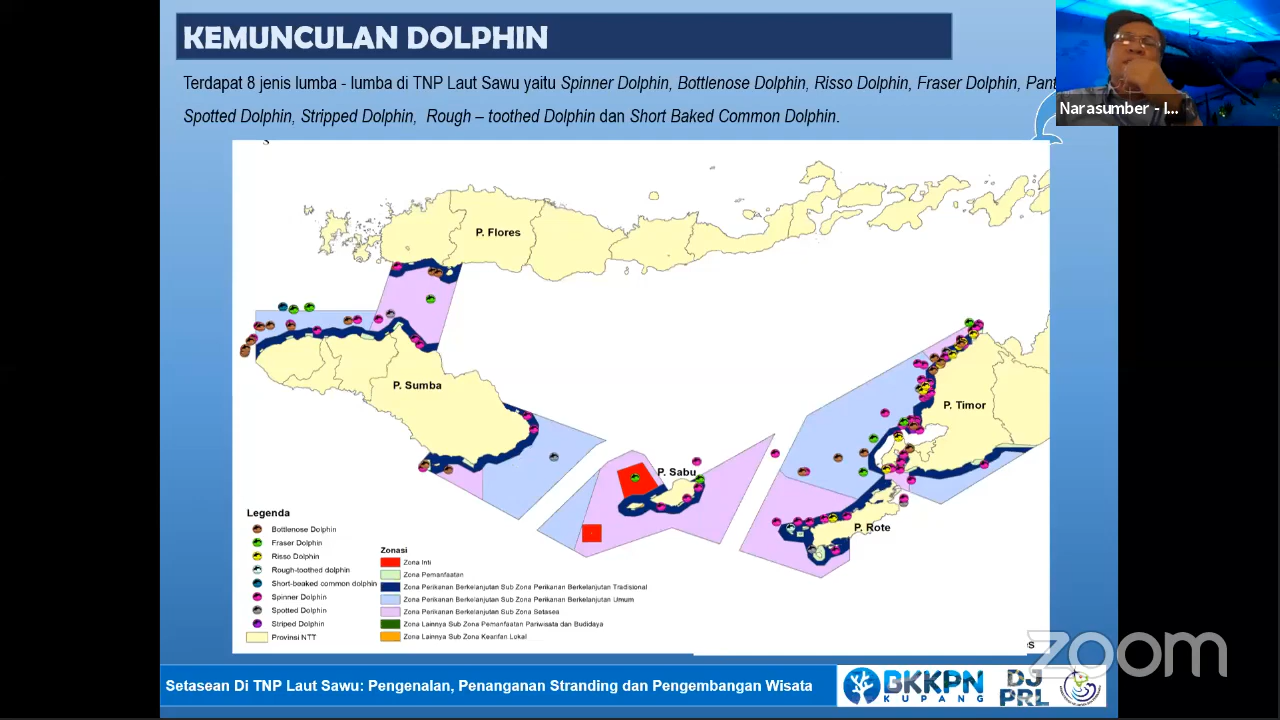 KEMUNCULAN DOLPHIN
Terdapat 8 jenis lumba - lumba di TNP Laut Sawu yaitu Spinner Dolphin, Bottlenose Dolphin, Risso Dolphin, Fraser Dolphin, Pant
Spotted Dolphin, Stripped Dolphin, Rough – toothed Dolphin dan Short Baked Common Dolphin.
Narasumber - I...
P. Flores
P. Sumba
P. Timor
P. Sabu
P. Rote
Legenda
Bottlenose Dolphin
Fraser Dolphin
Risso Dolphin
Rough-toothed dolphin
Short-beaked common dolphin
Spinner Dolphin
Spotted Dolphin
Striped Dolphin
Provinsi NTT
Zonasi
Zona Inti
Zona Pemanfaatan
Zona Perikanan Berkelanjutan Sub Zona Perikanan Berkelanjutan Tradisional
Zona Perikanan Berkelanjutan Sub Zona Perikanan Berkelanjutan Umum
Zona Perikanan Berkelanjutan Sub Zona Setasea
Zona Lainnya Sub Zona Pemanfaatan Pariwisata dan Budidaya
Zona Lainnya Sub Zona Kearifan Lokal
zoom
Setasean Di TNP Laut Sawu: Pengenalan, Penanganan Stranding dan Pengembangan Wisata
BKKPN
KUPANG
DJ
PRL